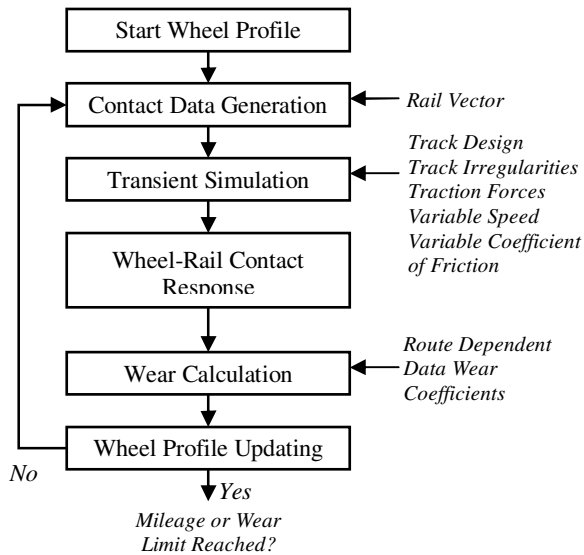 Start Wheel Profile
Contact Data Generation
Rail Vector
Transient Simulation
Track Design
Track Irregularities
Traction Forces
Variable Speed
Variable Coefficient
of Friction
Wheel-Rail Contact
Response
Wear Calculation
Route Dependent
Data Wear
Coefficients
Wheel Profile Updating
No
Yes
Mileage or Wear
Limit Reached?